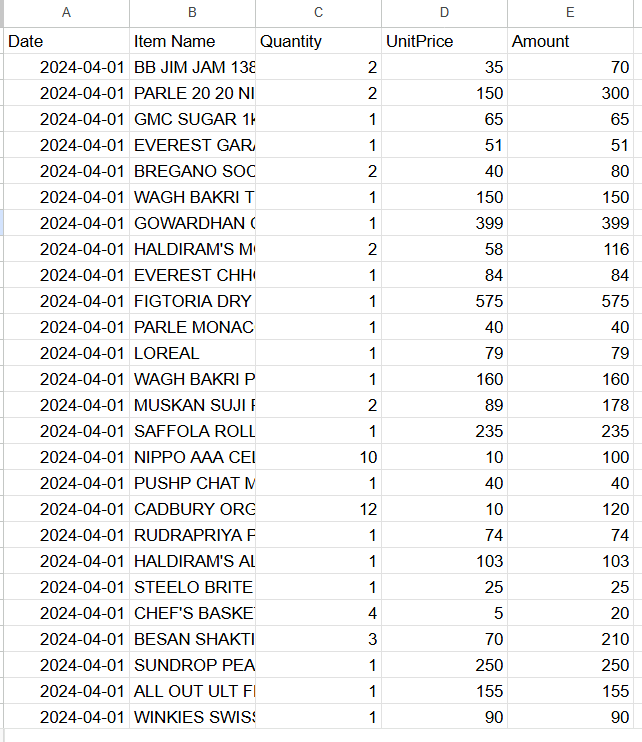 A B C D E
Date Item Name Quantity UnitPrice Amount
2024-04-01 BB JIM JAM 138 2 35 70
2024-04-01 PARLE 20 20 NI 2 150 300
2024-04-01 GMC SUGAR 1K 1 65 65
2024-04-01 EVEREST GARA 1 51 51
2024-04-01 BREGANO SOC 2 40 80
2024-04-01 WAGH BAKRI T 1 150 150
2024-04-01 GOWARDHAN 1 399 399
2024-04-01 HALDIRAM'S MO 2 58 116
2024-04-01 EVEREST CHHO 1 84 84
2024-04-01 FIGTORIA DRY 1 575 575
2024-04-01 PARLE MONAC 1 40 40
2024-04-01 LOREAL 1 79 79
2024-04-01 WAGH BAKRI P 1 160 160
2024-04-01 MUSKAN SUJI 2 89 178
2024-04-01 SAFFOLA ROLL 1 235 235
2024-04-01 NIPPO AAA CEL 10 10 100
2024-04-01 PUSHP CHAT M 1 40 40
2024-04-01 CADBURY ORG 12 10 120
2024-04-01 RUDRAPRIYA P 1 74 74
2024-04-01 HALDIRAM'S AL 1 103 103
2024-04-01 STEELO BRITE 1 25 25
2024-04-01 CHEF'S BASKET 4 5 20
2024-04-01 BESAN SHAKTI 3 70 210
2024-04-01 SUNDROP PEA 1 250 250
2024-04-01 ALL OUT ULT FI 1 155 155
2024-04-01 WINKIES SWISS 1 90 90